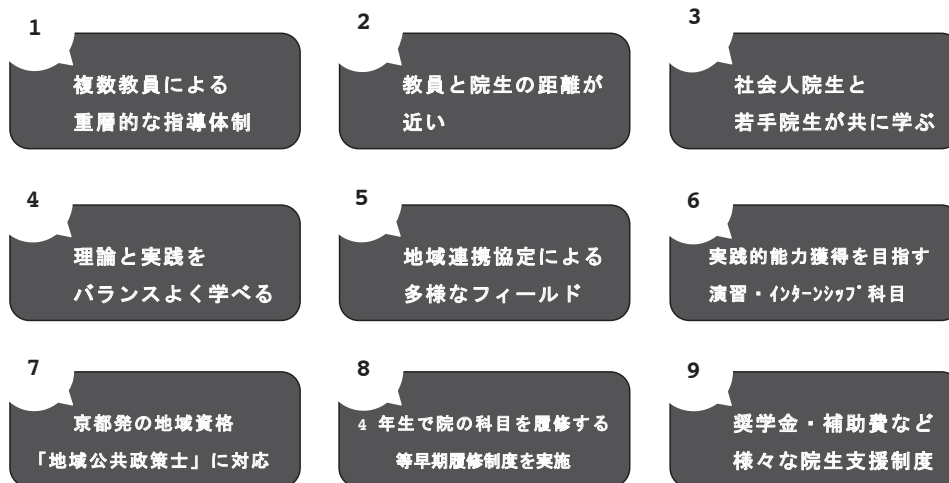 1
複数教員による
重層的な指導体制
2
教員と院生の距離が
近い
3
社会人院生と
若手院生が共に学ぶ
4
理論と実践を
バランスよく学べる
5
地域連携協定による
多様なフィールド
6
実践的能力獲得を目指す
演習・ｲﾝﾀｰﾝｼｯﾌﾟ科目
7
京都発の地域資格
「地域公共政策士」に対応
8
4 年生で院の科目を履修する
等早期履修制度を実施
9
奨学金・補助費など
様々な院生支援制度